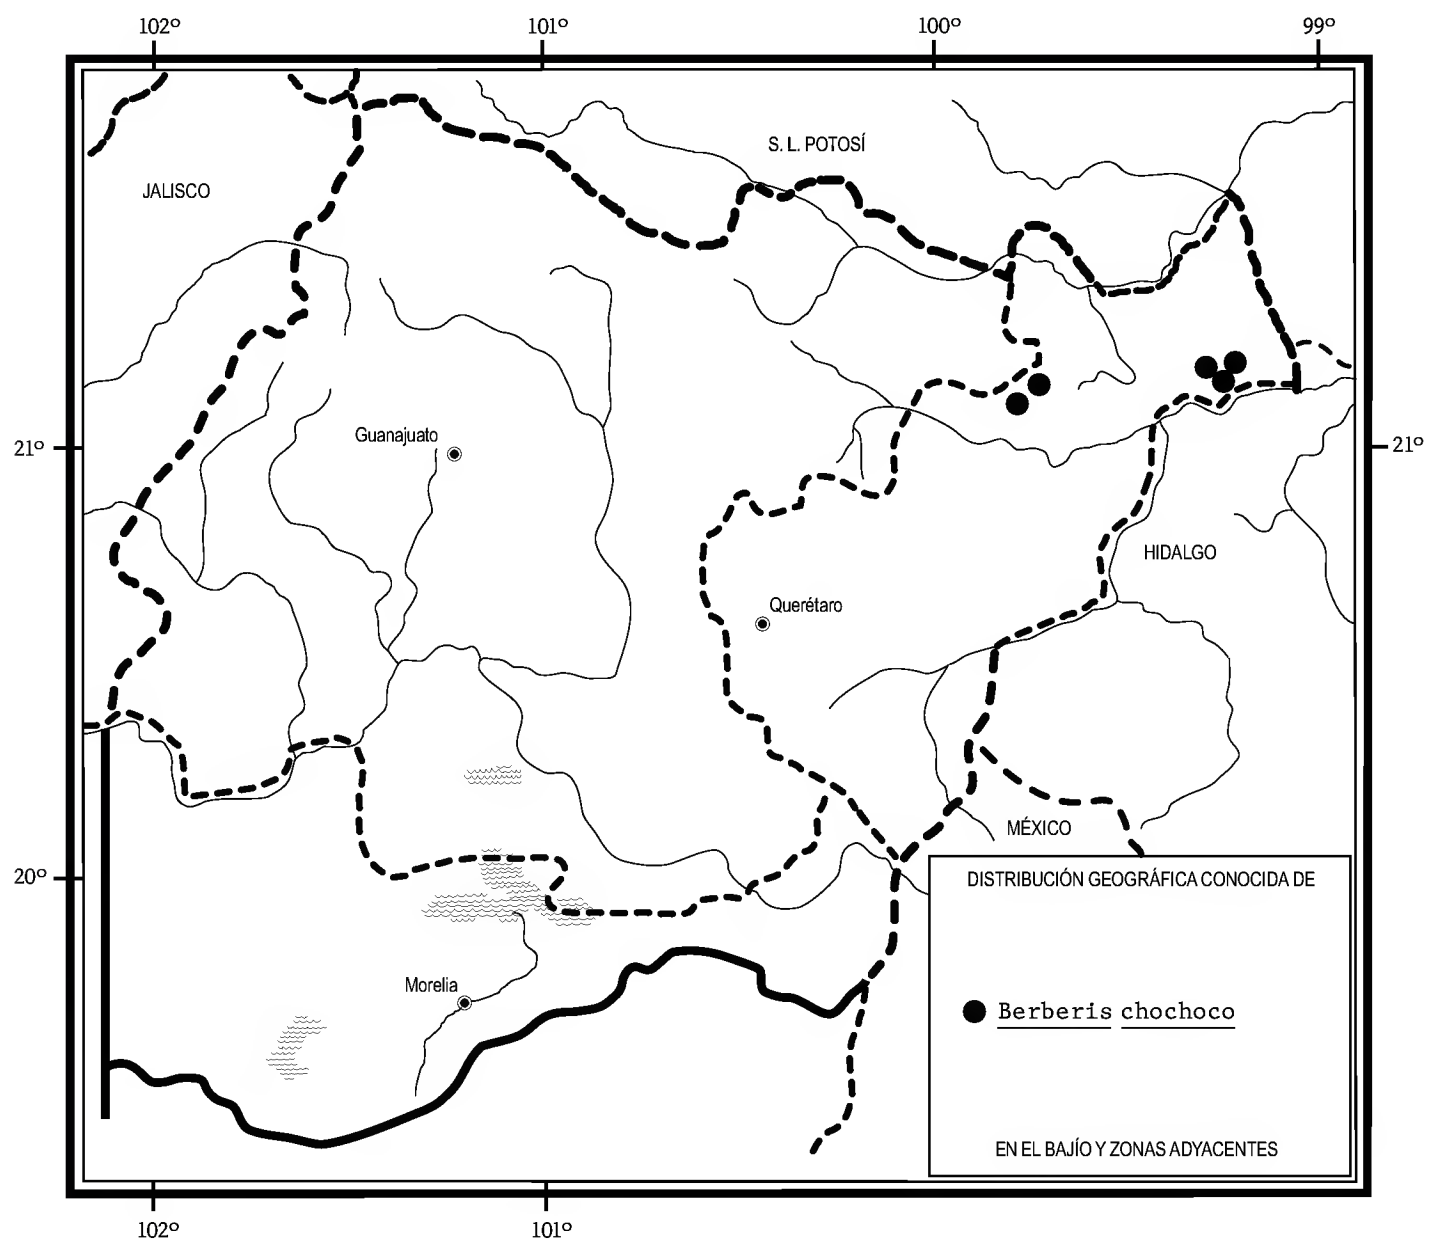 102º 101º 100º 99º
S. L. POTOSÍ
JALISCO
Guanajuato
21º 21º
HIDALGO
Querétaro
MÉXICO
20º
DISTRIBUCIÓN GEOGRÁFICA CONOCIDA DE
Morelia
Berberis chochoco
EN EL BAJÍO Y ZONAS ADYACENTES
102º 101º